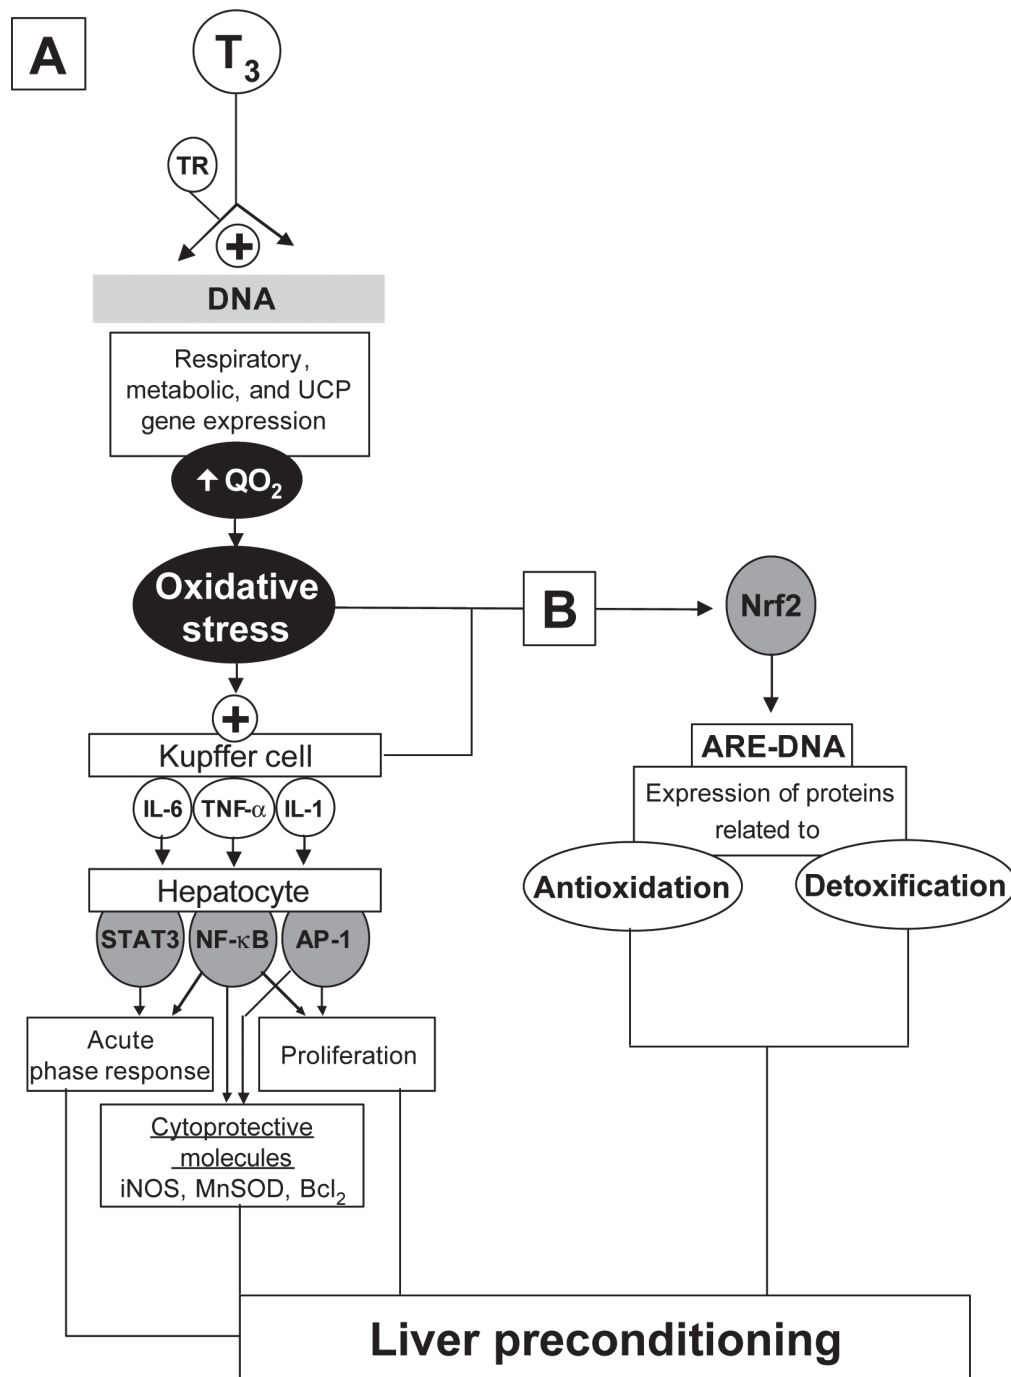 A
T3
TR
+
DNA
Respiratory,
metabolic, and UCP
gene expression
↑ QO2
Oxidative
stress
B
Nrf2
+
Kupffer cell
IL-6 TNF-α IL-1
Hepatocyte
STAT3 NF-κB AP-1
Acute
phase response
Proliferation
Cytoprotective
molecules
iNOS, MnSOD, Bcl2
ARE-DNA
Expression of proteins
related to
Antioxidation
Detoxification
Liver preconditioning